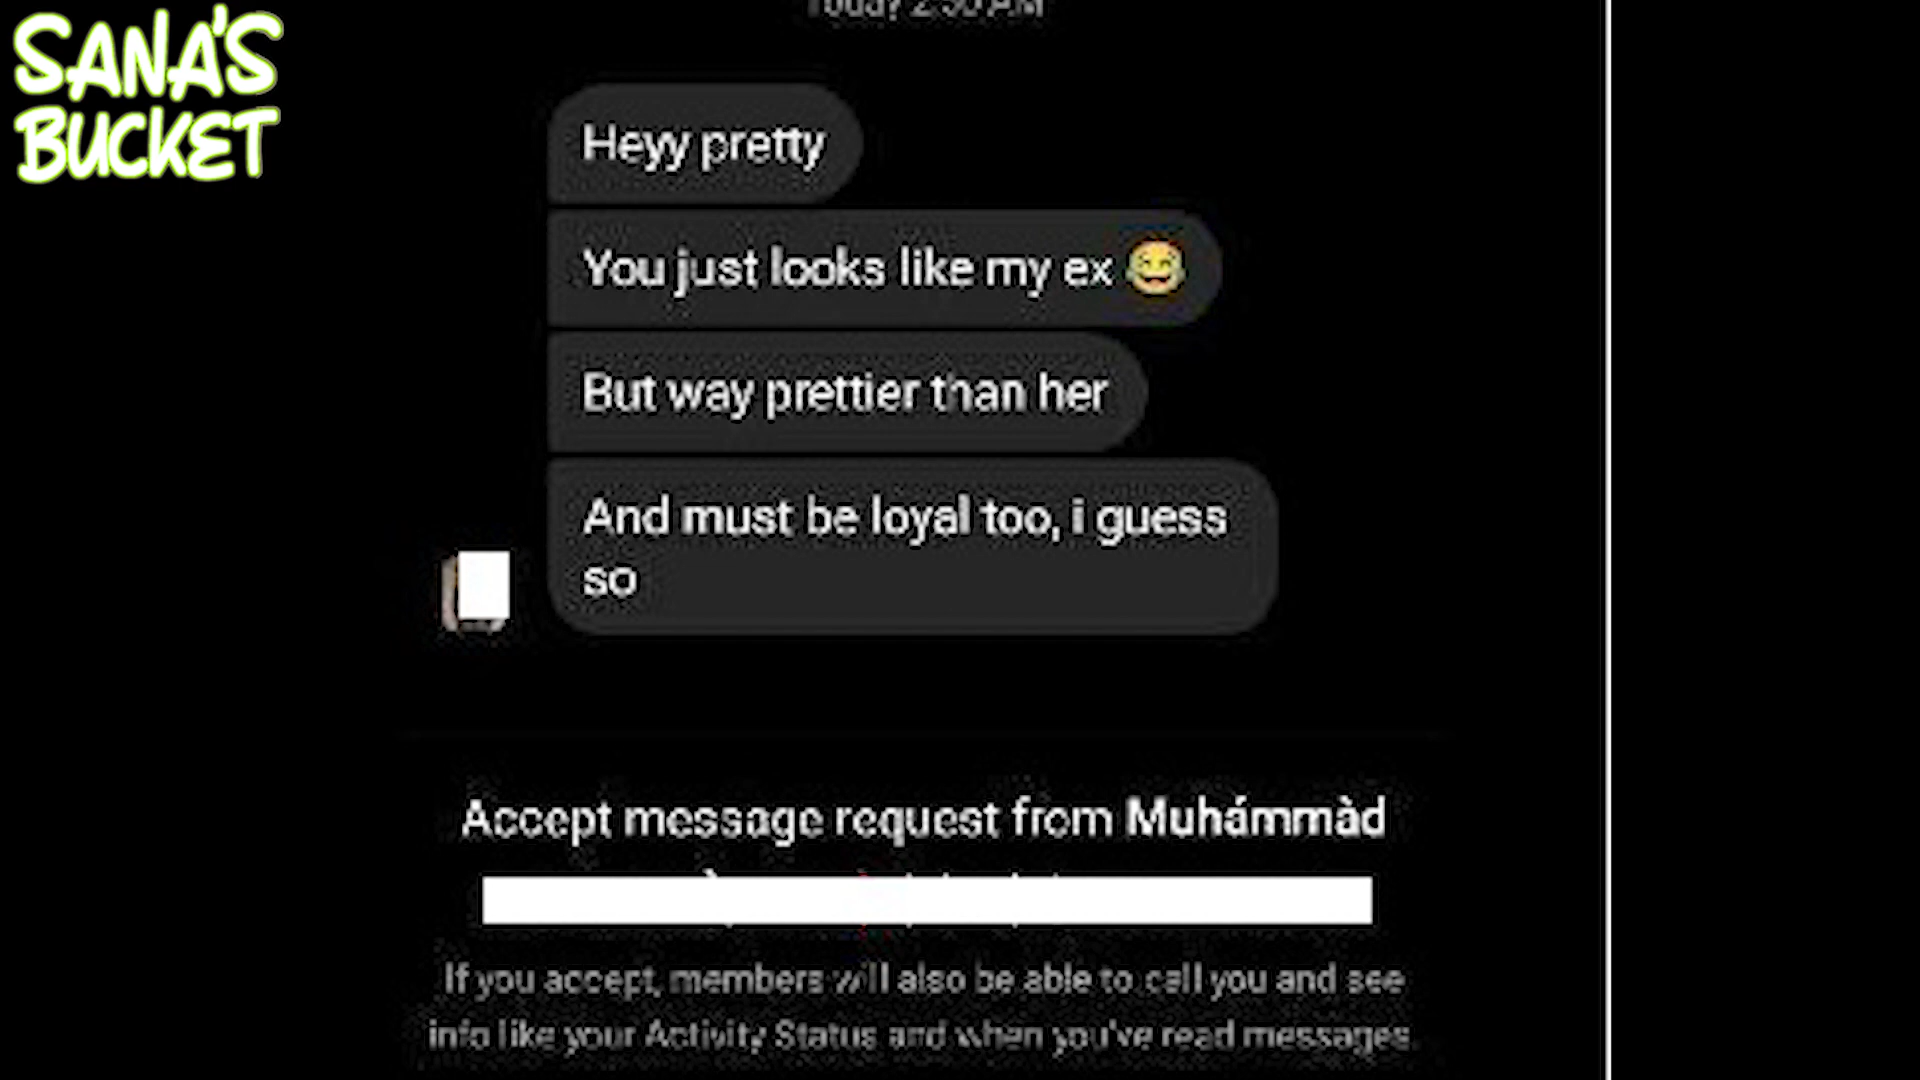 SANA'S
BUCKET
Today 2:30 AM
Heyy pretty
You just looks like my ex 😅
But way prettier than her
And must be loyal too, i guess
so
Accept message request from Muhámmàd
If you accept, members will also be able to call you and see
info like your Activity Status and when you've read messages.